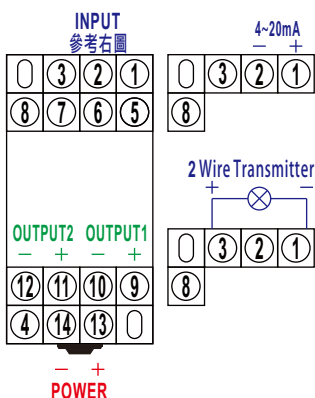 INPUT
參考右圖
③ ② ①
⑧ ⑦ ⑥ ⑤
OUTPUT2 OUTPUT1
− + − +
⑫ ⑪ ⑩ ⑨
④ ⑭ ⑬
− +
POWER
4~20mA
− +
③ ② ①
⑧
2 Wire Transmitter
+ −
③ ② ①
⑧